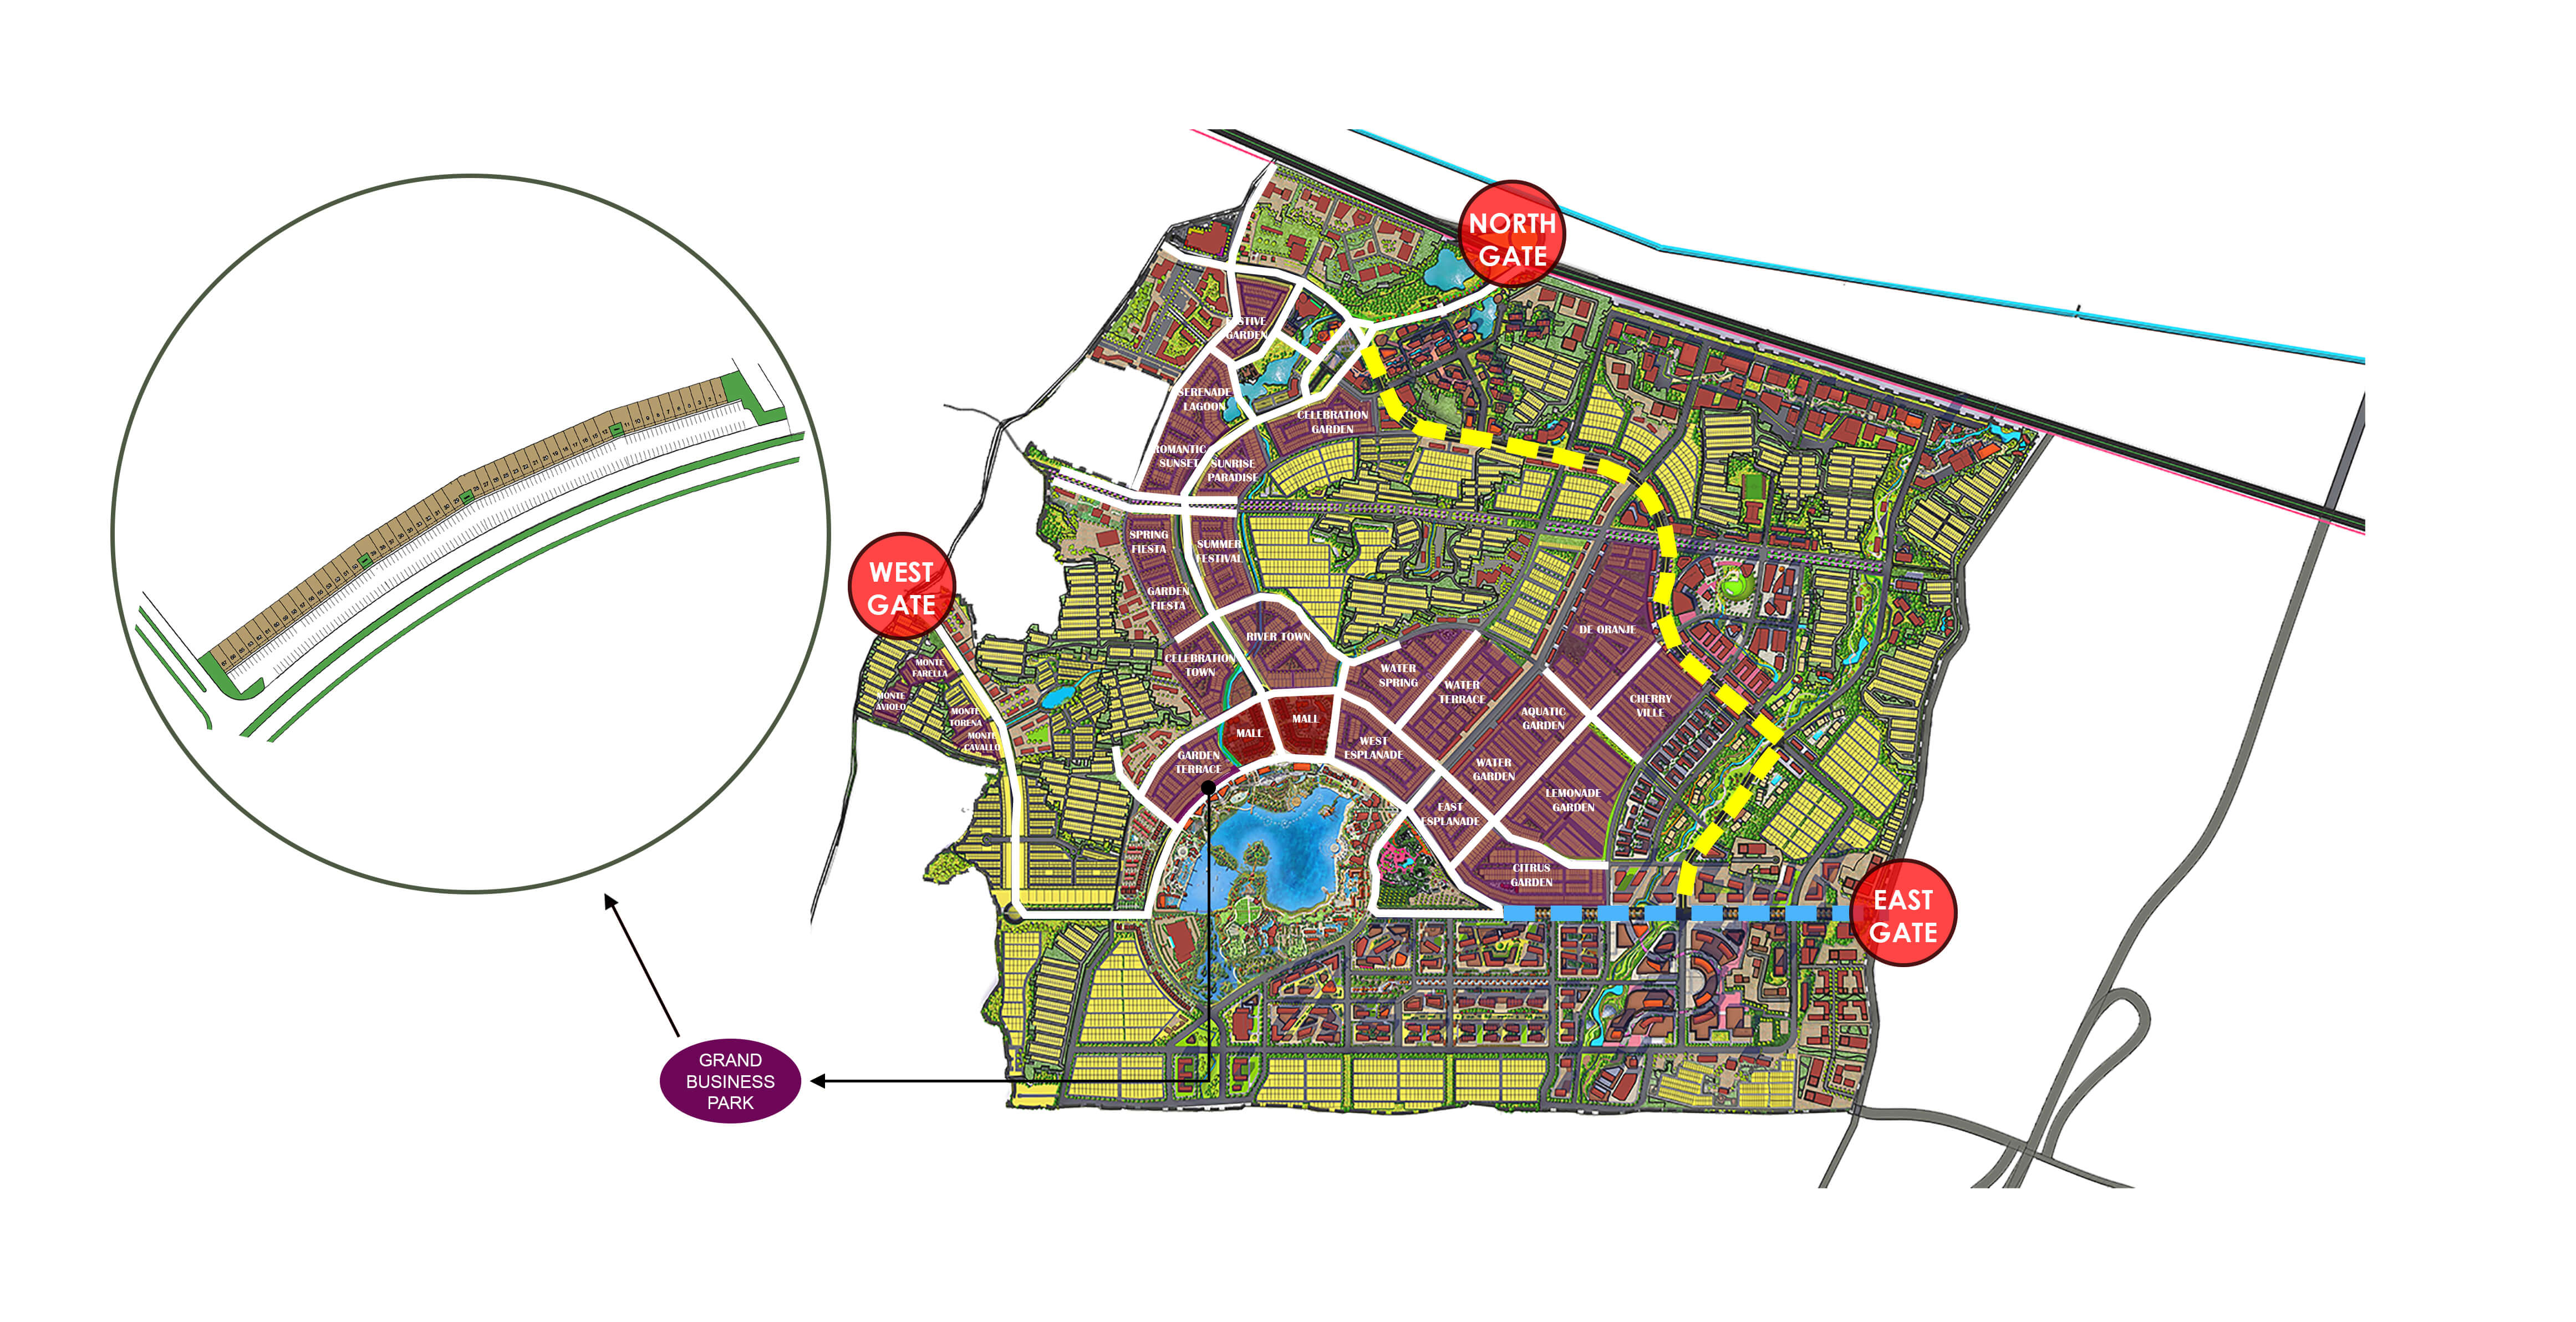 NORTH
GATE
FESTIVE
GARDEN
SERENADE
LAGOON
CELEBRATION
GARDEN
ROMANTIC
SUNSET
SUNRISE
PARADISE
SPRING
FIESTA
SUMMER
FESTIVAL
WEST
GATE
GARDEN
FIESTA
RIVER TOWN
DE ORANJE
CELEBRATION
TOWN
MONTE
FARELLA
WATER
SPRING
WATER
TERRACE
MONTE
AVIOLO
CHERRY
VILLE
MONTE
TORENA
AQUATIC
GARDEN
MALL
MALL
MONTE
CAVALLO
WEST
ESPLANADE
GARDEN
TERRACE
WATER
GARDEN
LEMONADE
GARDEN
EAST
ESPLANADE
CITRUS
GARDEN
EAST
GATE
GRAND
BUSINESS
PARK